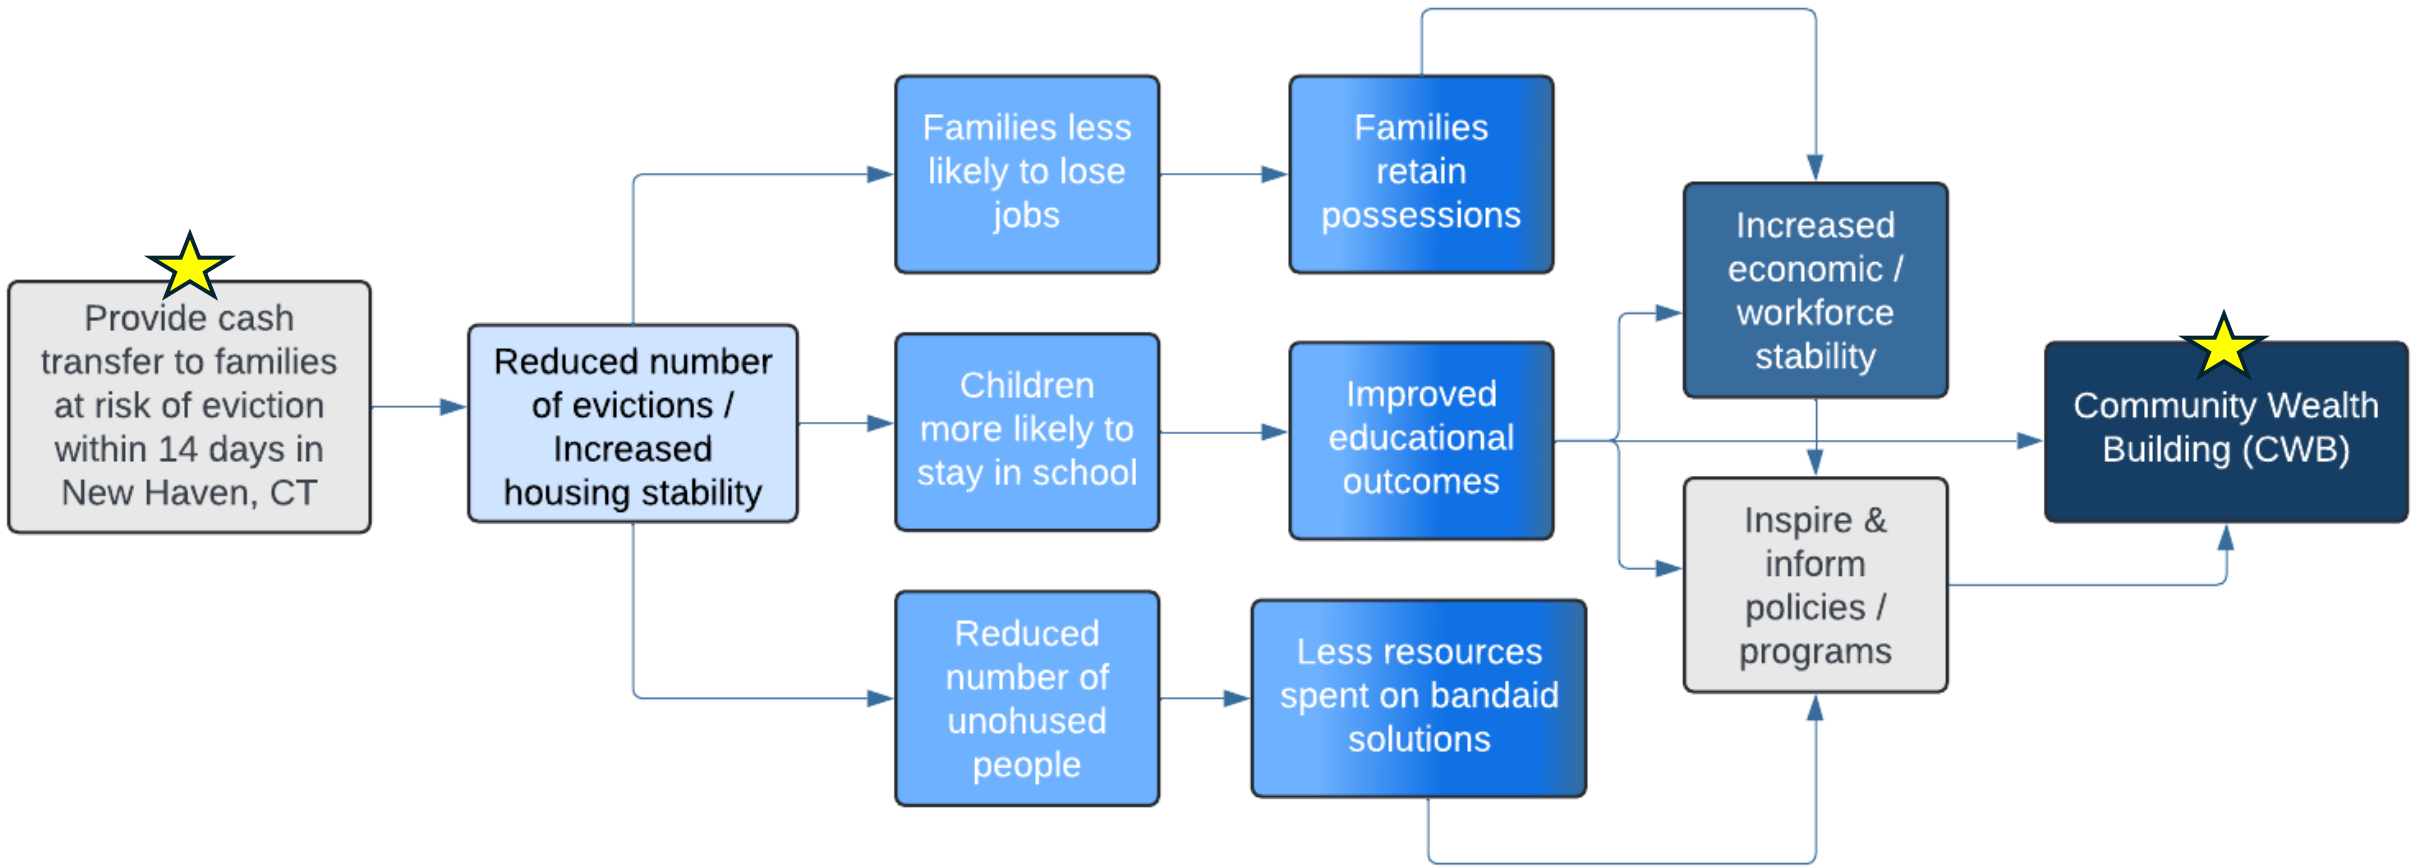 Provide cash
transfer to families
at risk of eviction
within 14 days in
New Haven, CT
Reduced number
of evictions /
Increased
housing stability
Families less
likely to lose
jobs
Families
retain
possessions
Children
more likely to
stay in school
Improved
educational
outcomes
Reduced
number of
unohused
people
Less resources
spent on bandaid
solutions
Increased
economic /
workforce
stability
Inspire &
inform
policies /
programs
Community Wealth
Building (CWB)